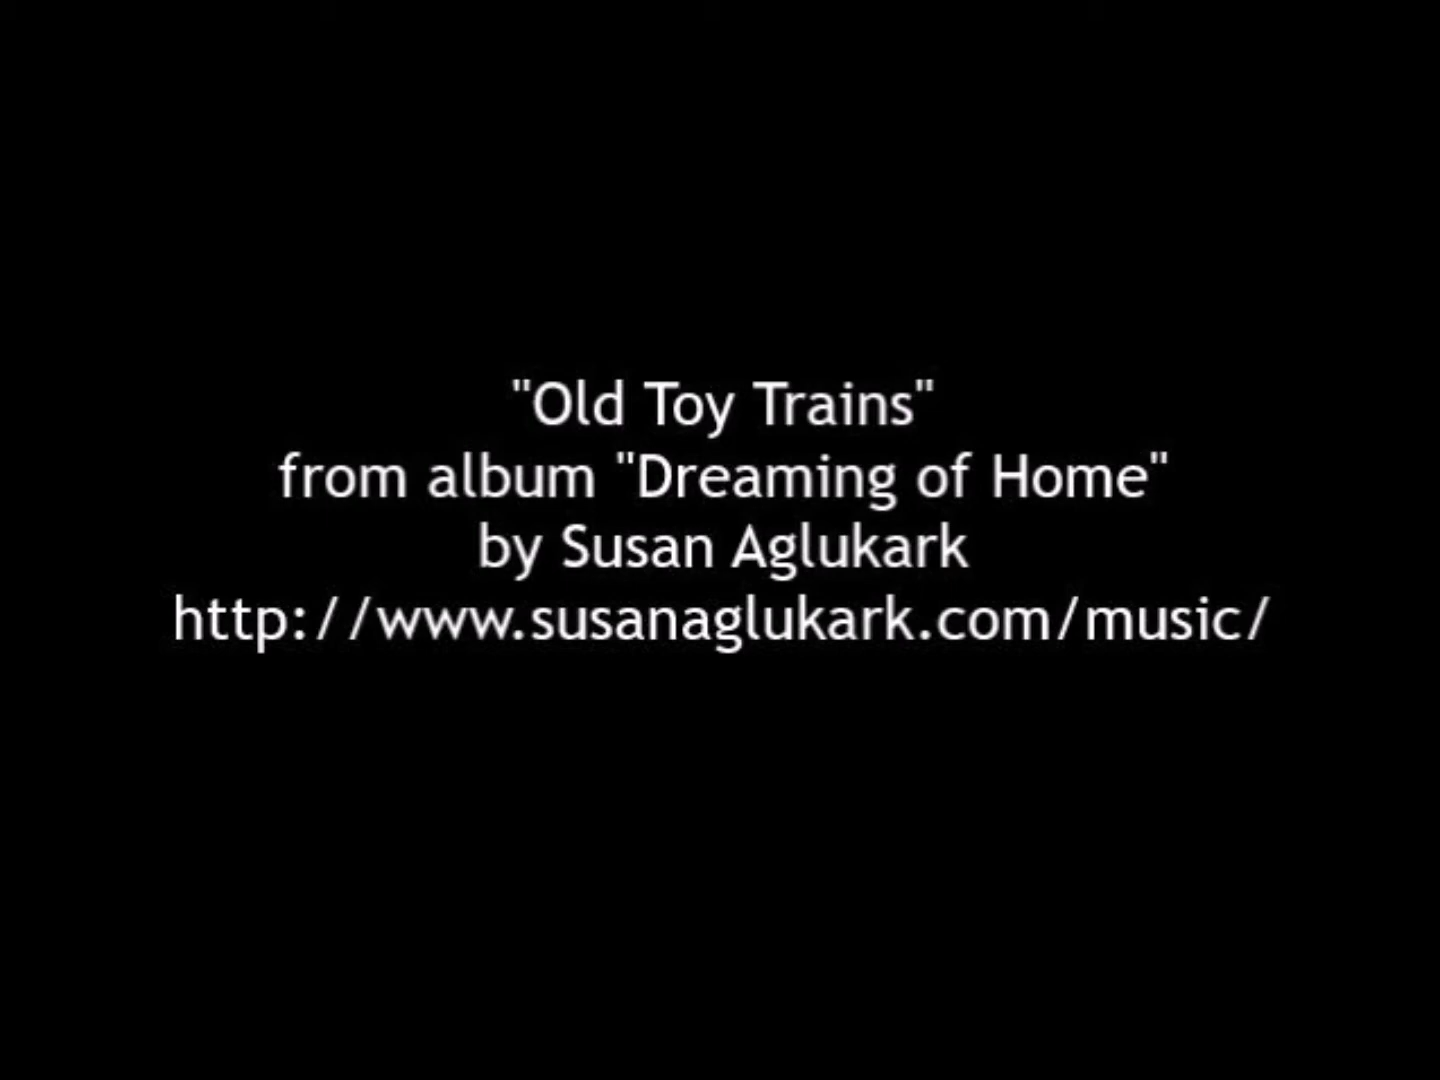 "Old Toy Trains"
from album "Dreaming of Home"
by Susan Aglukark
http://www.susanaglukark.com/music/